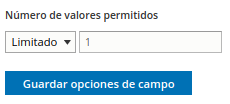 Número de valores permitidos
Limitado 1
Guardar opciones de campo